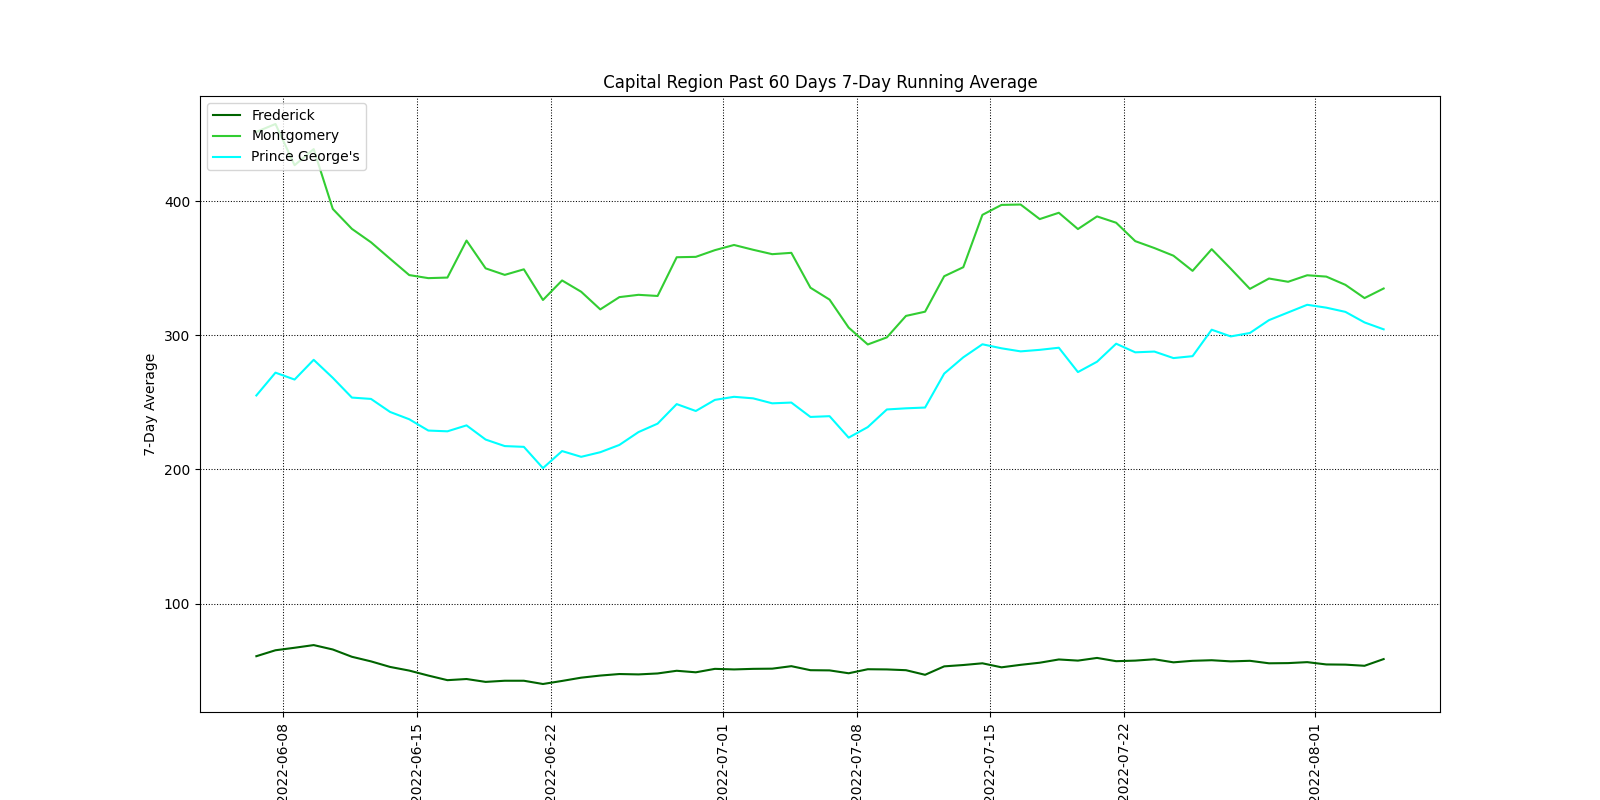 Capital Region Past 60 Days 7-Day Running Average
Frederick
Montgomery
Prince George's
7-Day Average
400
300
200
100
2022-06-08
2022-06-15
2022-06-22
2022-07-01
2022-07-08
2022-07-15
2022-07-22
2022-08-01